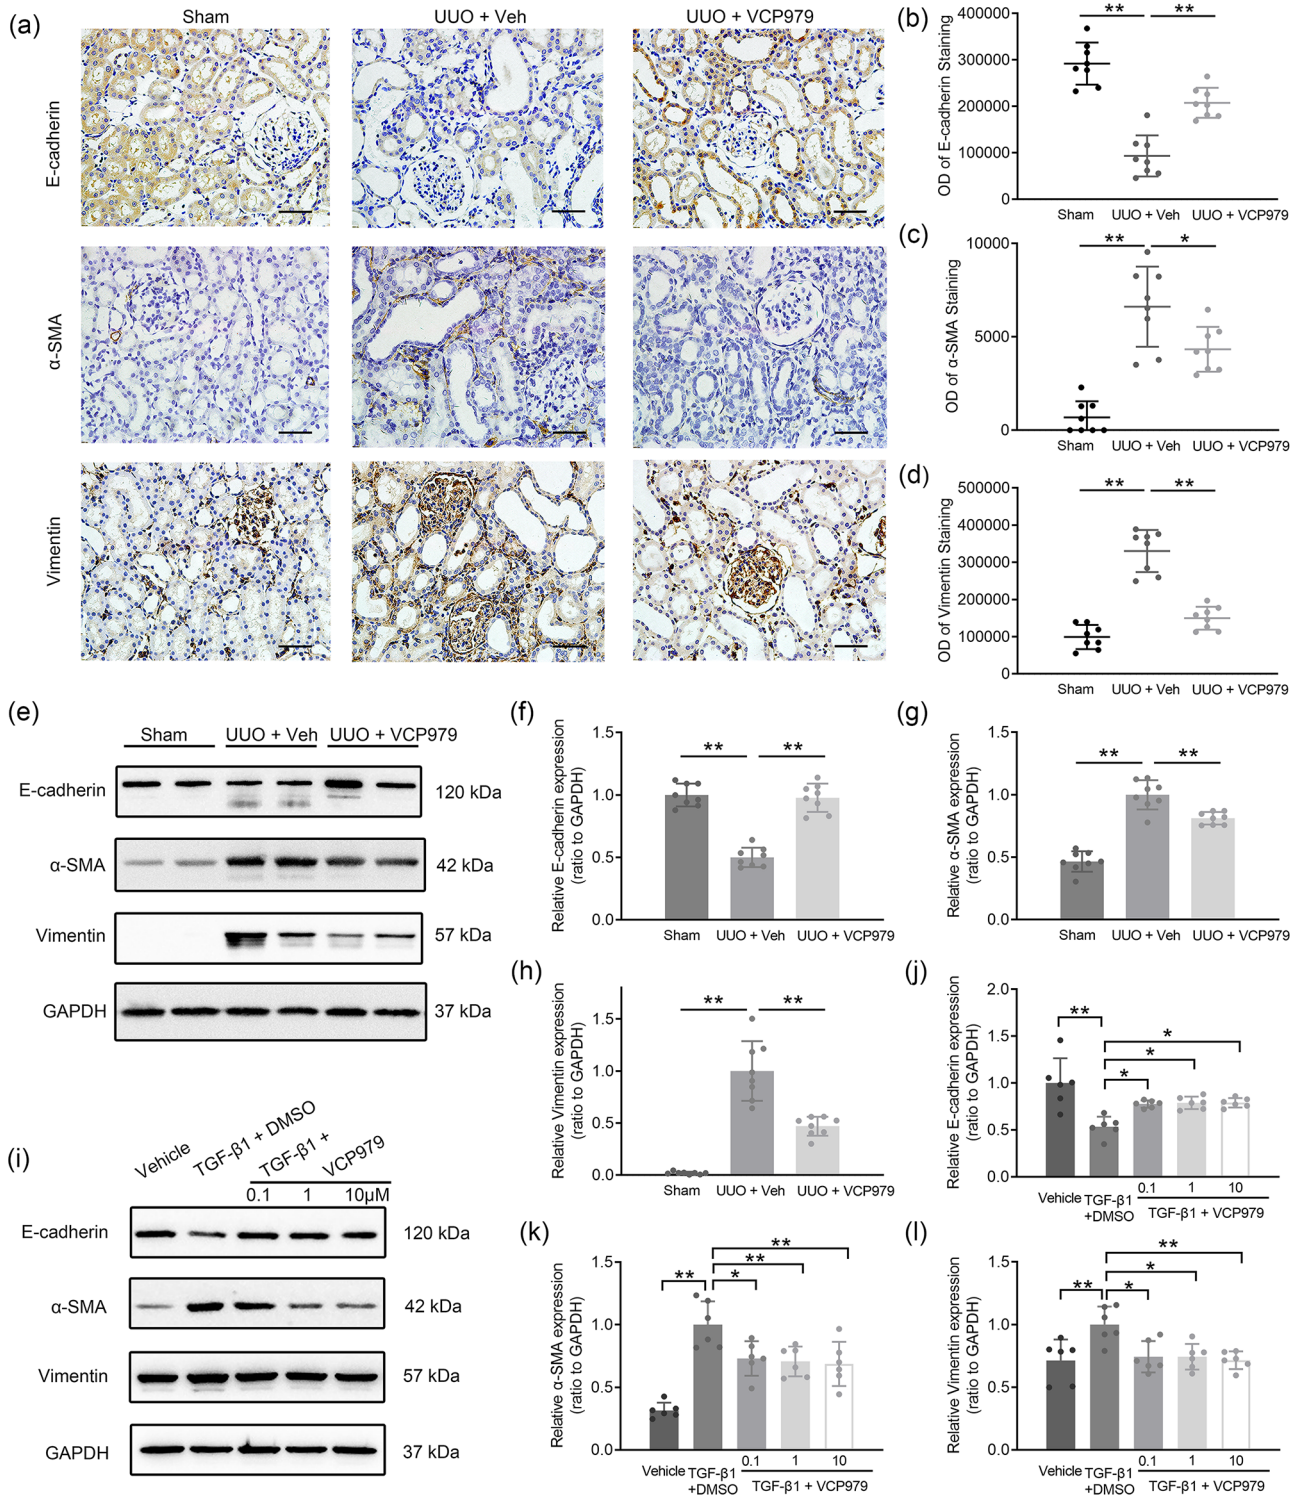 (a)
Sham
UUO + Veh
UUO + VCP979
E-cadherin
α-SMA
Vimentin
(b)
OD of E-cadherin Staining
400000
300000
200000
100000
0
** **
Sham
UUO + Veh
UUO + VCP979
(c)
OD of α-SMA Staining
10000
5000
0
** *
Sham
UUO + Veh
UUO + VCP979
(d)
OD of Vimentin Staining
500000
400000
300000
200000
100000
0
** **
Sham
UUO + Veh
UUO + VCP979
(e)
Sham
UUO + Veh
UUO + VCP979
E-cadherin
120 kDa
α-SMA
42 kDa
Vimentin
57 kDa
GAPDH
37 kDa
(f)
Relative E-cadherin expression
(ratio to GAPDH)
1.5
1.0
0.5
0.0
** **
Sham
UUO + Veh
UUO + VCP979
(g)
Relative α-SMA expression
(ratio to GAPDH)
1.5
1.0
0.5
0.0
** **
Sham
UUO + Veh
UUO + VCP979
(h)
Relative Vimentin expression
(ratio to GAPDH)
1.5
1.0
0.5
0.0
** **
Sham
UUO + Veh
UUO + VCP979
(i)
Vehicle
TGF-β1 + DMSO
TGF-β1 +
VCP979
0.1
1
10μM
E-cadherin
120 kDa
α-SMA
42 kDa
Vimentin
57 kDa
GAPDH
37 kDa
(j)
Relative E-cadherin expression
(ratio to GAPDH)
2.0
1.5
1.0
0.5
0.0
**
*
*
*
Vehicle
TGF-β1
+DMSO
0.1
1
10
TGF-β1 + VCP979
(k)
Relative α-SMA expression
(ratio to GAPDH)
1.5
1.0
0.5
0.0
**
**
*
**
Vehicle
TGF-β1
+DMSO
0.1
1
10
TGF-β1 + VCP979
(l)
Relative Vimentin expression
(ratio to GAPDH)
1.5
1.0
0.5
0.0
**
*
*
**
Vehicle
TGF-β1
+DMSO
0.1
1
10
TGF-β1 + VCP979